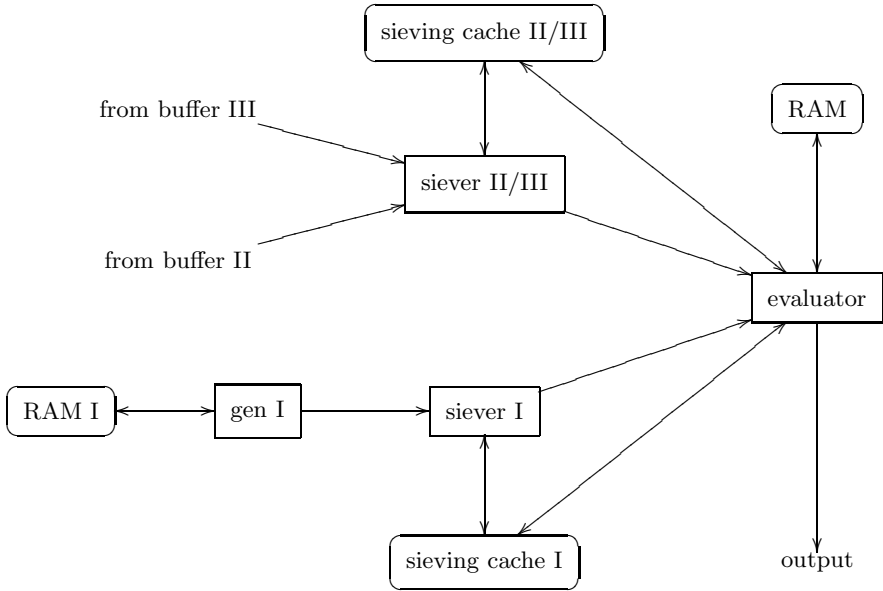 sieving cache II/III
from buffer III
RAM
siever II/III
from buffer II
evaluator
RAM I
gen I
siever I
sieving cache I
output